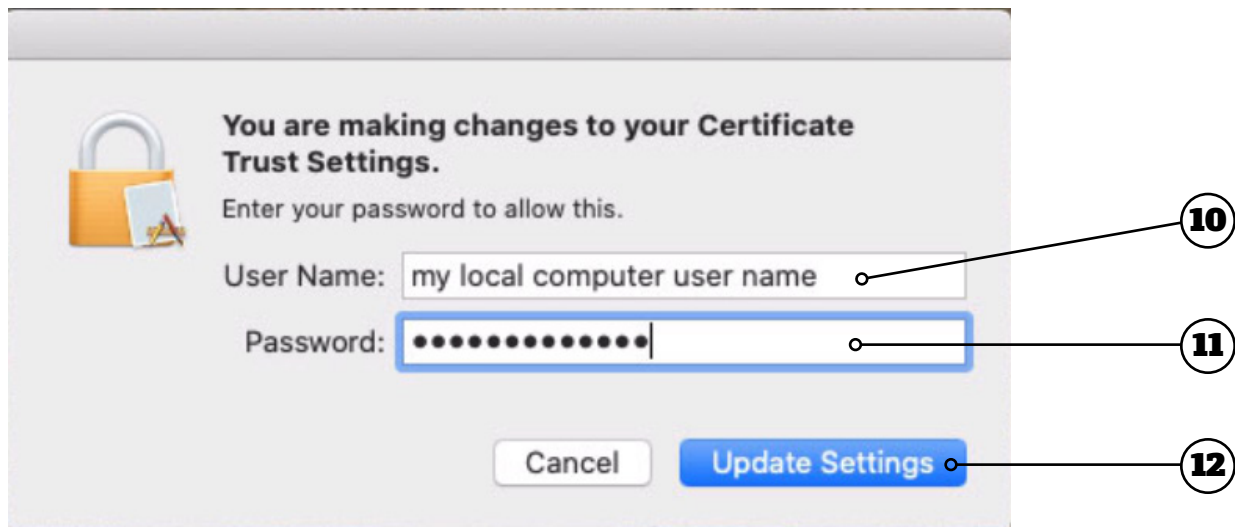 You are making changes to your Certificate
Trust Settings.
Enter your password to allow this.
10
User Name: my local computer user name
Password: •••••••••••••
11
Cancel Update Settings
12